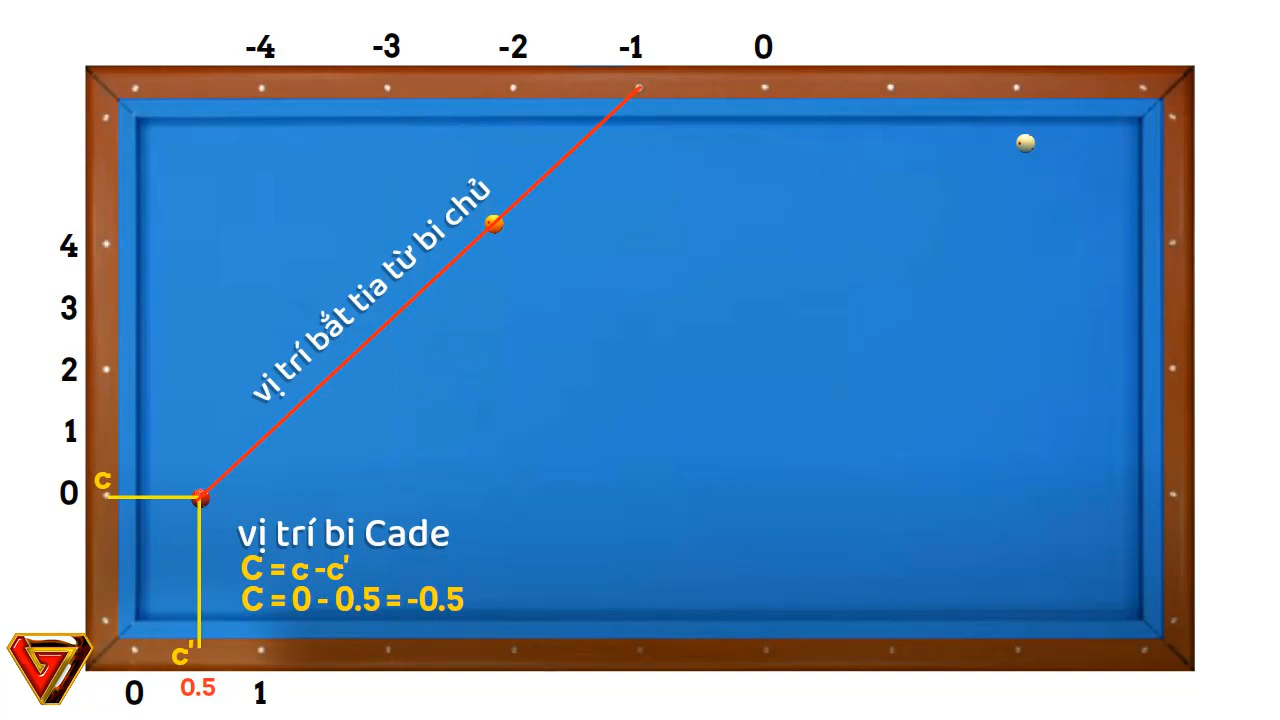 -4 -3 -2 -1 0
vị trí bắt tia từ bi chủ
4
3
2
1
c
0
vị trí bi Cade
C = c -c'
C = 0 - 0.5 = -0.5
c'
0 0.5 1